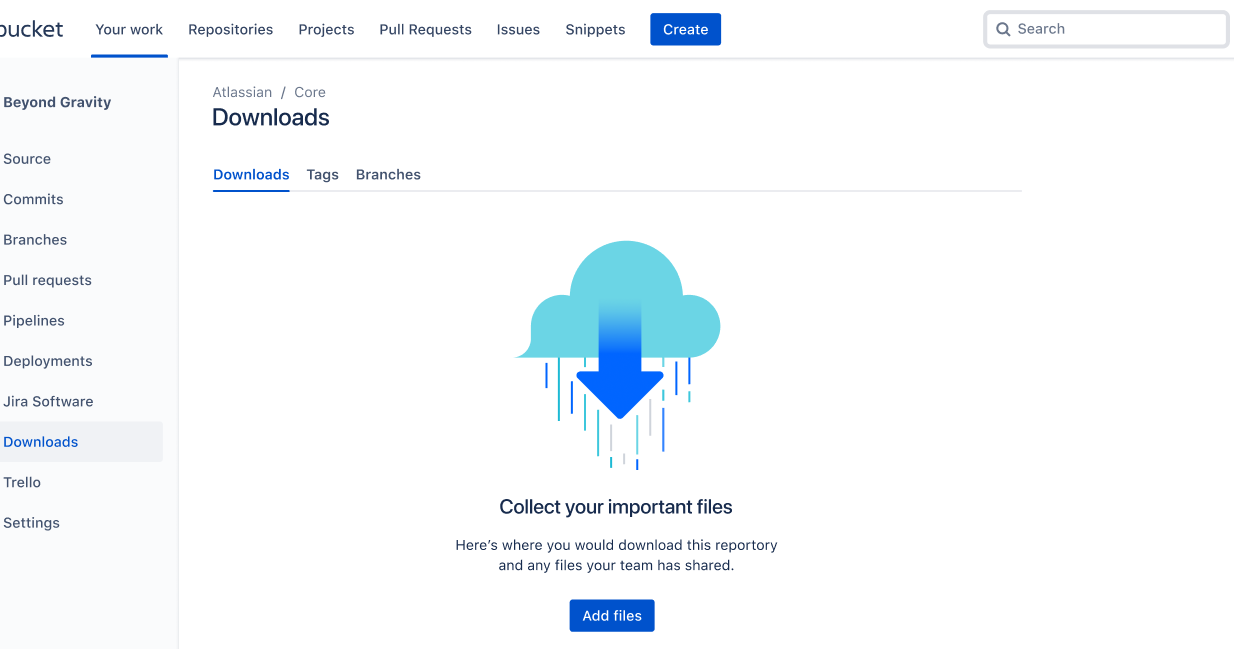 bucket Your work Repositories Projects Pull Requests Issues Snippets Create Search
Beyond Gravity
Source
Commits
Branches
Pull requests
Pipelines
Deployments
Jira Software
Downloads
Trello
Settings
Atlassian / Core
Downloads
Downloads Tags Branches
Collect your important files
Here’s where you would download this reportory
and any files your team has shared.
Add files